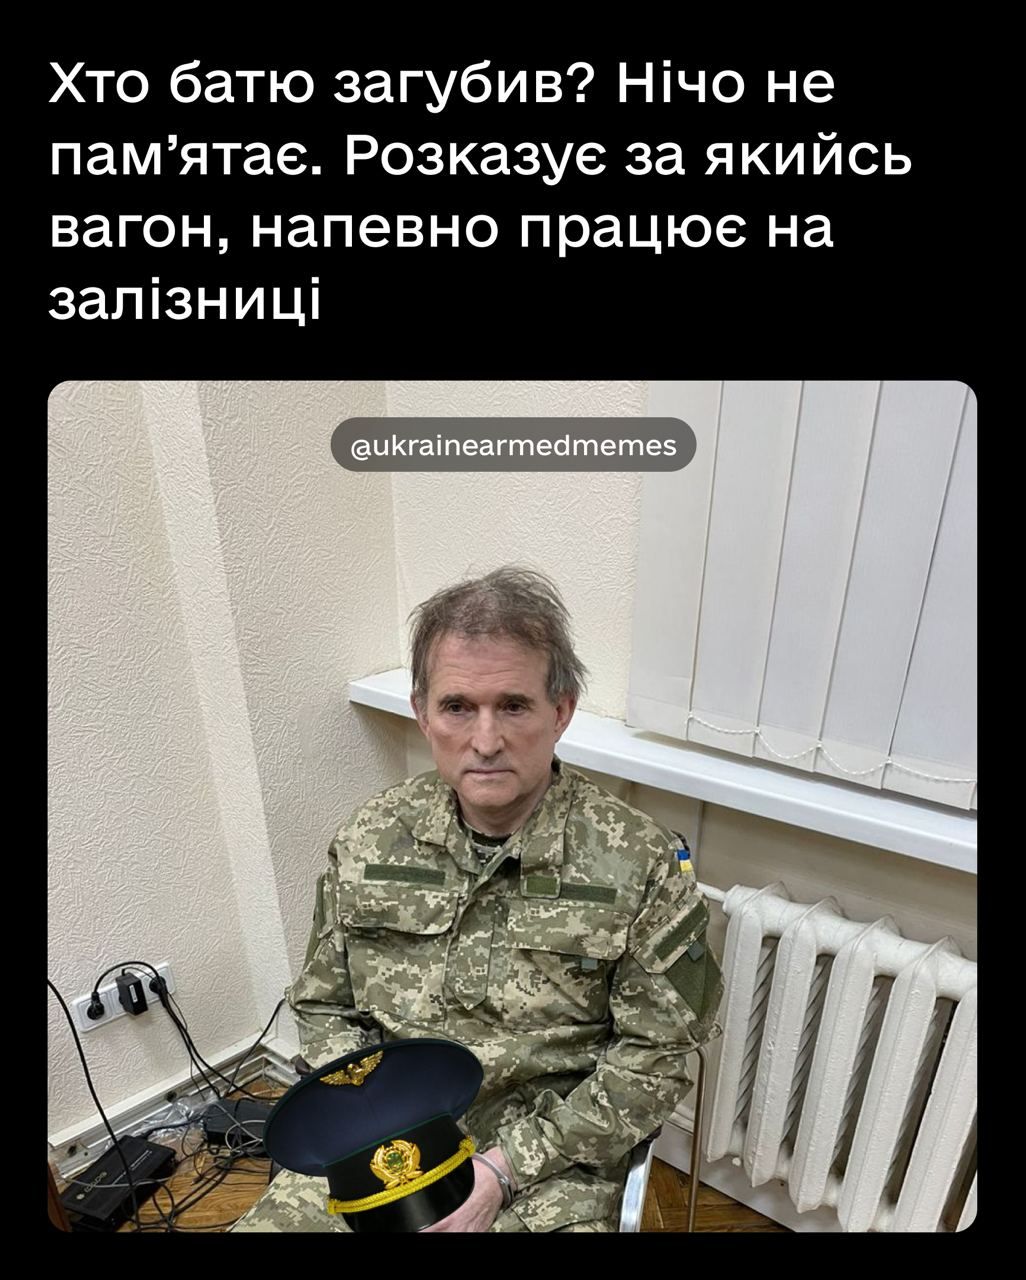 Хто батю загубив? Нічо не
пам’ятає. Розказує за якийсь
вагон, напевно працює на
залізниці
@ukrainearmedmemes